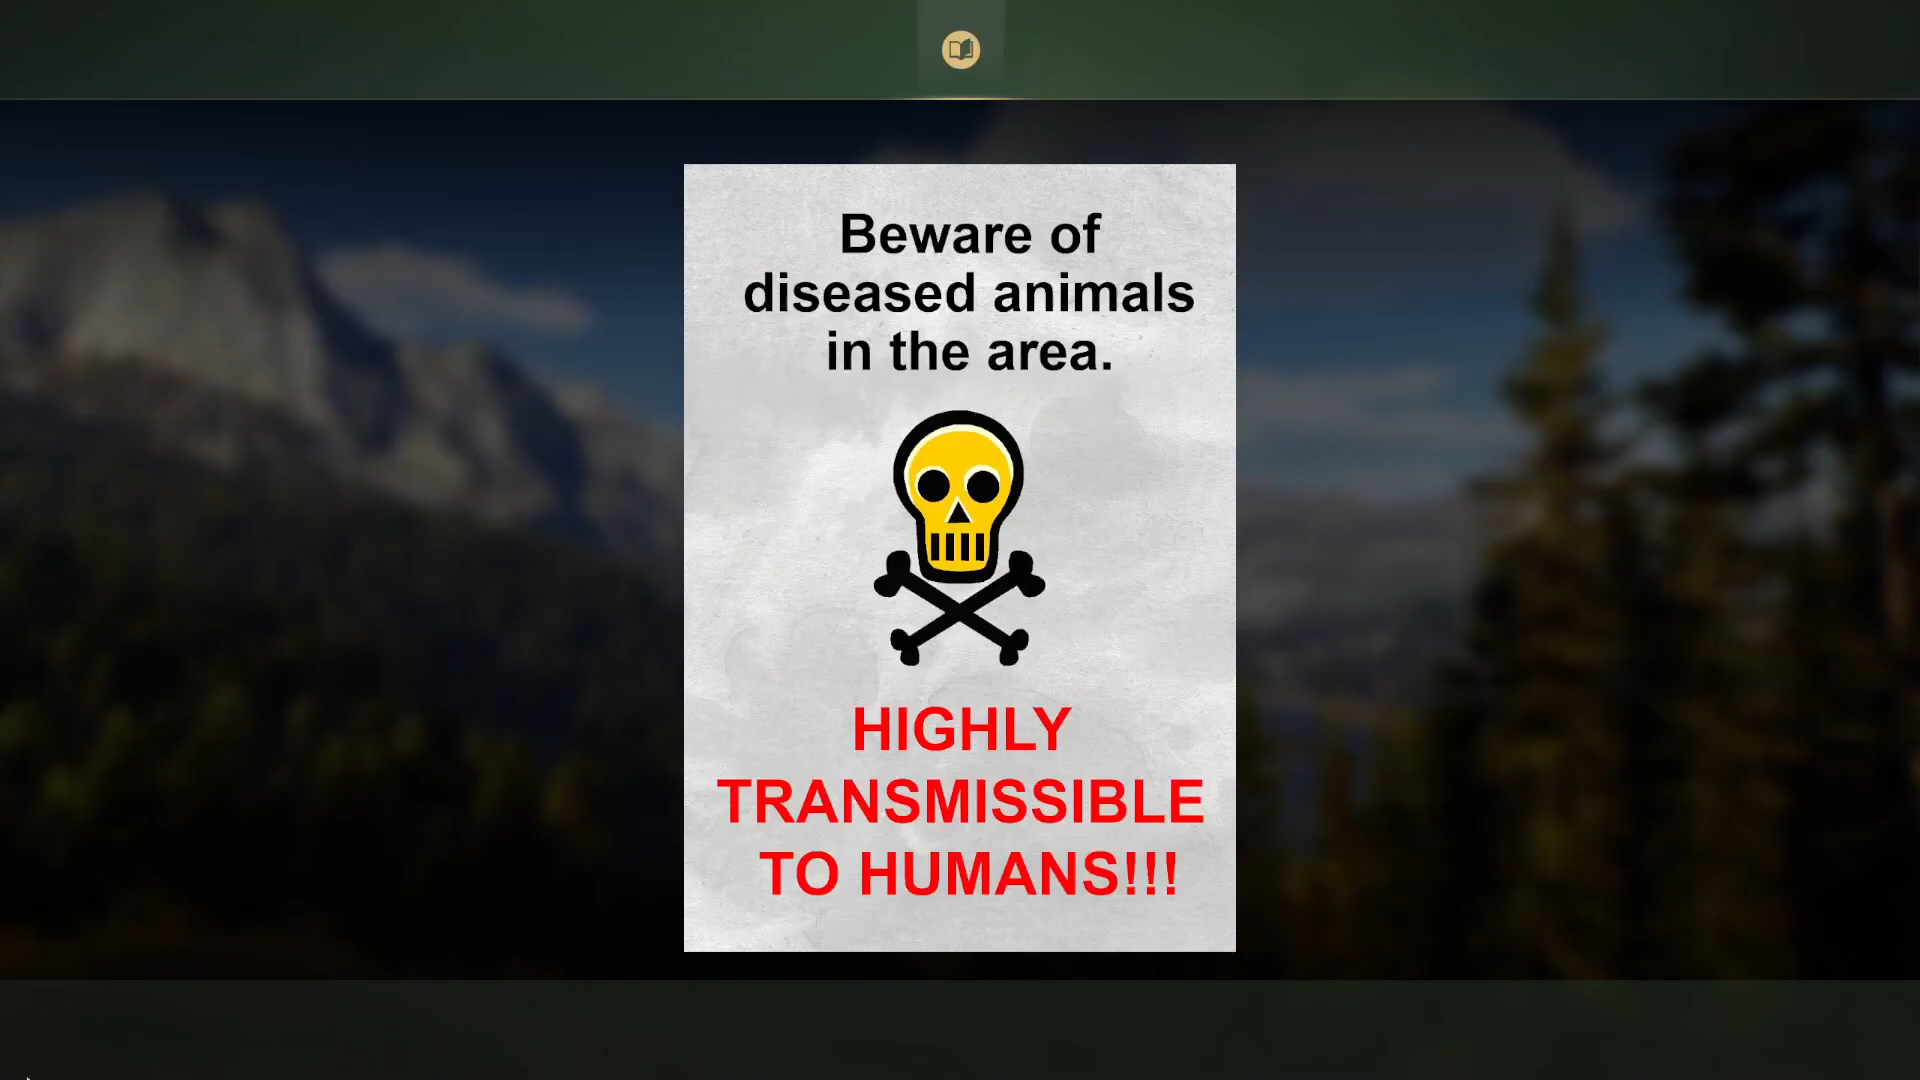 Beware of
diseased animals
in the area.
HIGHLY
TRANSMISSIBLE
TO HUMANS!!!